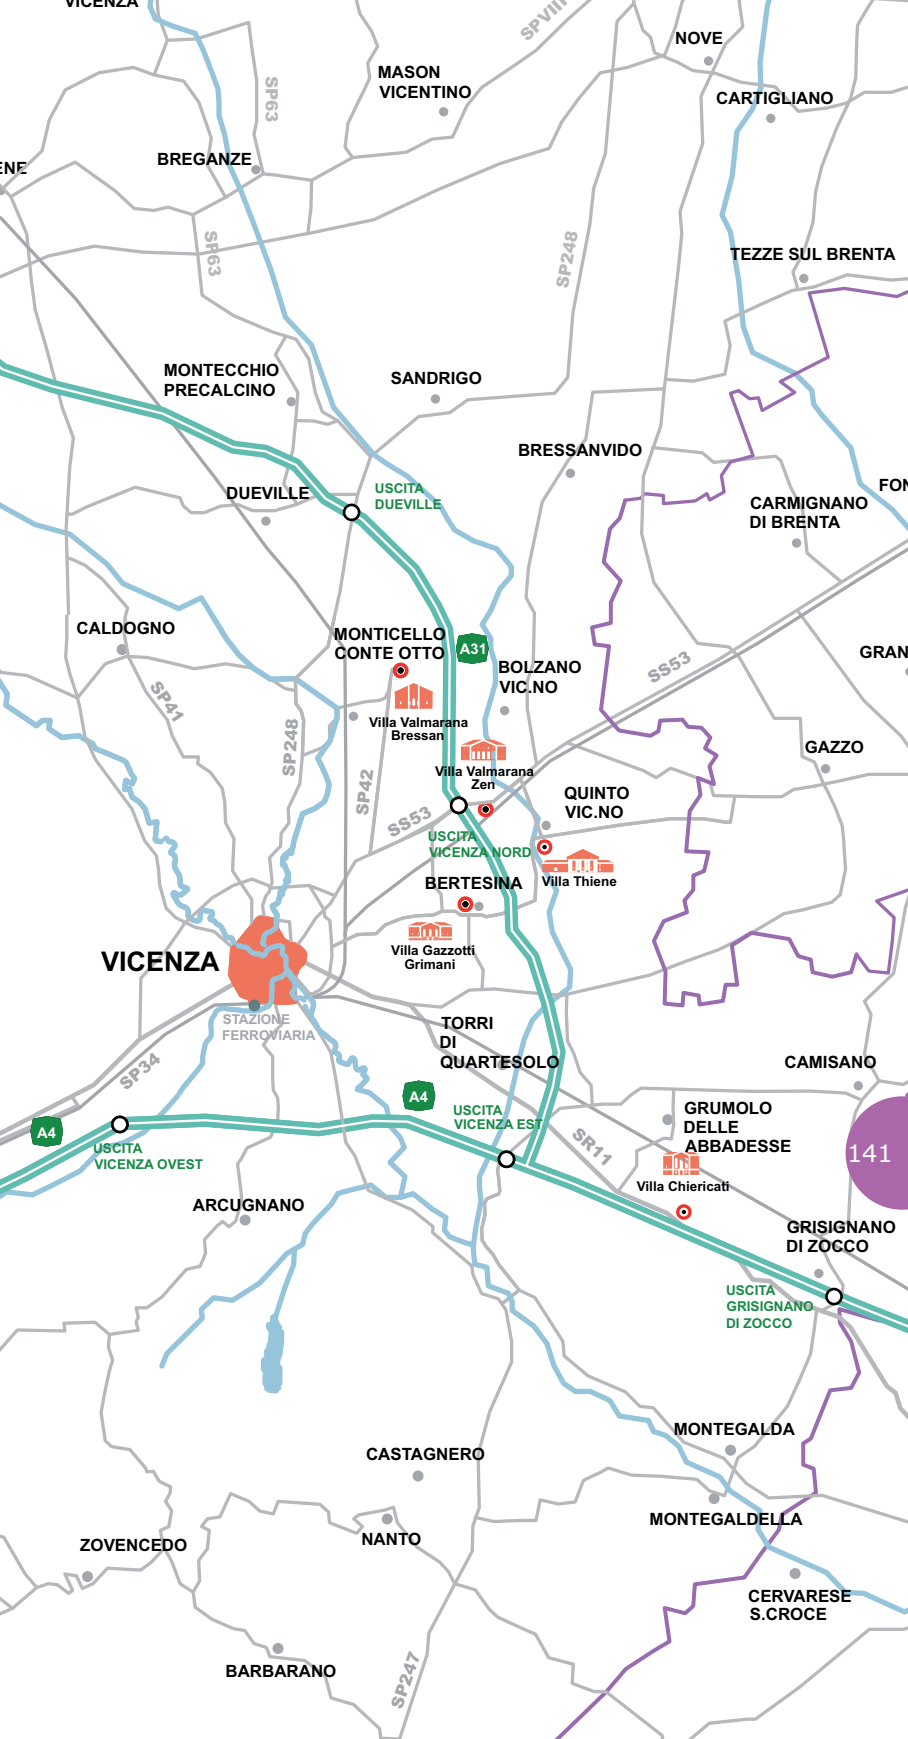 VICENZA
SPVIII
NOVE
MASON
VICENTINO
SP63
CARTIGLIANO
BREGANZE
ENE
SP63
SP248
TEZZE SUL BRENTA
MONTECCHIO
PRECALCINO
SANDRIGO
BRESSANVIDO
DUEVILLE
USCITA
DUEVILLE
FON
CARMIGNANO
DI BRENTA
CALDOGNO
MONTICELLO
CONTE OTTO
A31
BOLZANO
VIC.NO
SS53
GRAN
SP41
SP248
Villa Valmarana
Bressan
GAZZO
Villa Valmarana
Zen
SP42
SS53
QUINTO
VIC.NO
USCITA
VICENZA NORD
BERTESINA
Villa Thiene
VICENZA
Villa Gazzotti
Grimani
STAZIONE
FERROVIARIA
TORRI
DI
QUARTESOLO
SP34
CAMISANO
A4
A4
USCITA
VICENZA EST
GRUMOLO
DELLE
ABBADESSE
SR11
141
USCITA
VICENZA OVEST
Villa Chiericati
ARCUGNANO
GRISIGNANO
DI ZOCCO
USCITA
GRISIGNANO
DI ZOCCO
MONTEGALDA
CASTAGNERO
MONTEGALDELLA
NANTO
ZOVENCEDO
CERVARESE
S.CROCE
BARBARANO
SP247